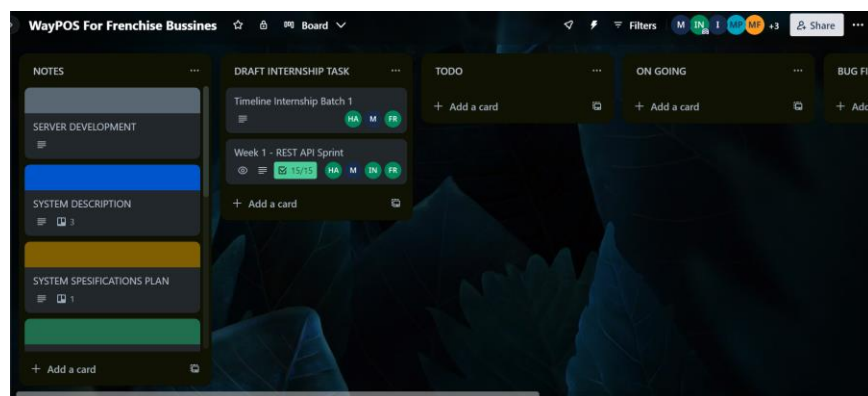 WayPOS For Frenchise Bussines
Board
Filters
M IN I MP MF +3
Share
NOTES
SERVER DEVELOPMENT
SYSTEM DESCRIPTION
3
SYSTEM SPESIFICATIONS PLAN
1
+ Add a card
DRAFT INTERNSHIP TASK
Timeline Internship Batch 1
HA M FR
Week 1 - REST API Sprint
15/15 HA M IN FR
+ Add a card
TODO
+ Add a card
ON GOING
+ Add a card
BUG FI
+ Add